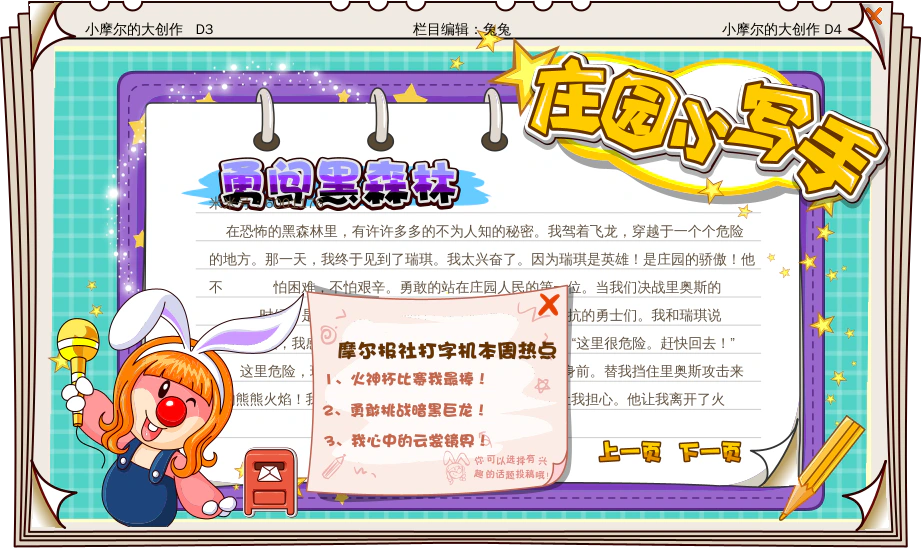 小摩尔的大创作 D3
栏目编辑：兔兔
小摩尔的大创作 D4
庄园小写手
勇闯黑森林
在恐怖的黑森林里，有许许多多的不为人知的秘密。我驾着飞龙，穿越于一个个危险
的地方。那一天，我终于见到了瑞琪。我太兴奋了。因为瑞琪是英雄！是庄园的骄傲！他
不 怕困难，不怕艰辛。勇敢的站在庄园人民的第一位。当我们决战里奥斯的
时 抗的勇士们。我和瑞琪说
，我 “这里很危险。赶快回去！”
这里危险， 身前。替我挡住里奥斯攻击来
熊熊火焰！ 我担心。他让我离开了火
摩尔报社打字机本周热点
1、火神杯比赛我最棒！
2、勇敢挑战暗黑巨龙！
3、我心中的云裳镜界！
你可以选择有兴
趣的话题投稿哦！
上一页 下一页